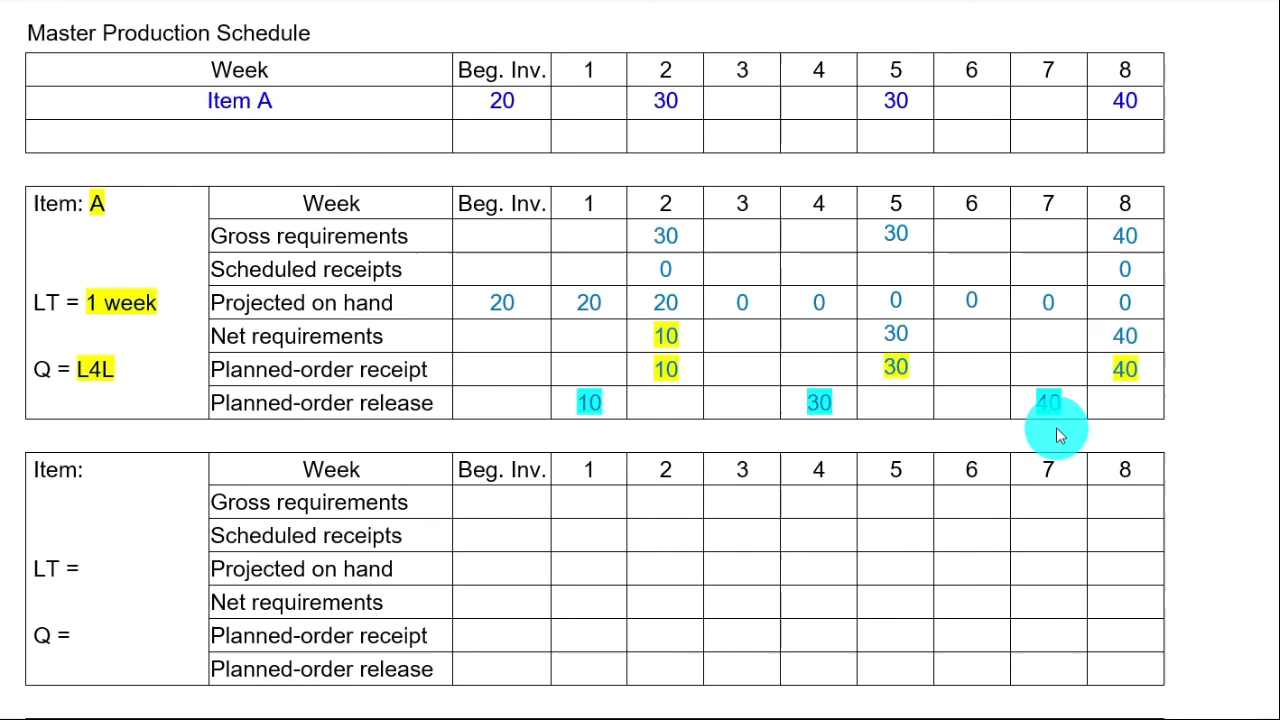 Master Production Schedule
Week Beg. Inv. 1 2 3 4 5 6 7 8
Item A 20 30 30 40
Item: A Week Beg. Inv. 1 2 3 4 5 6 7 8
Gross requirements 30 30 40
Scheduled receipts 0 0
LT = 1 week Projected on hand 20 20 20 0 0 0 0 0 0
Net requirements 10 30 40
Q = L4L Planned-order receipt 10 30 40
Planned-order release 10 30 40
Item: Week Beg. Inv. 1 2 3 4 5 6 7 8
Gross requirements
Scheduled receipts
LT = Projected on hand
Net requirements
Q = Planned-order receipt
Planned-order release